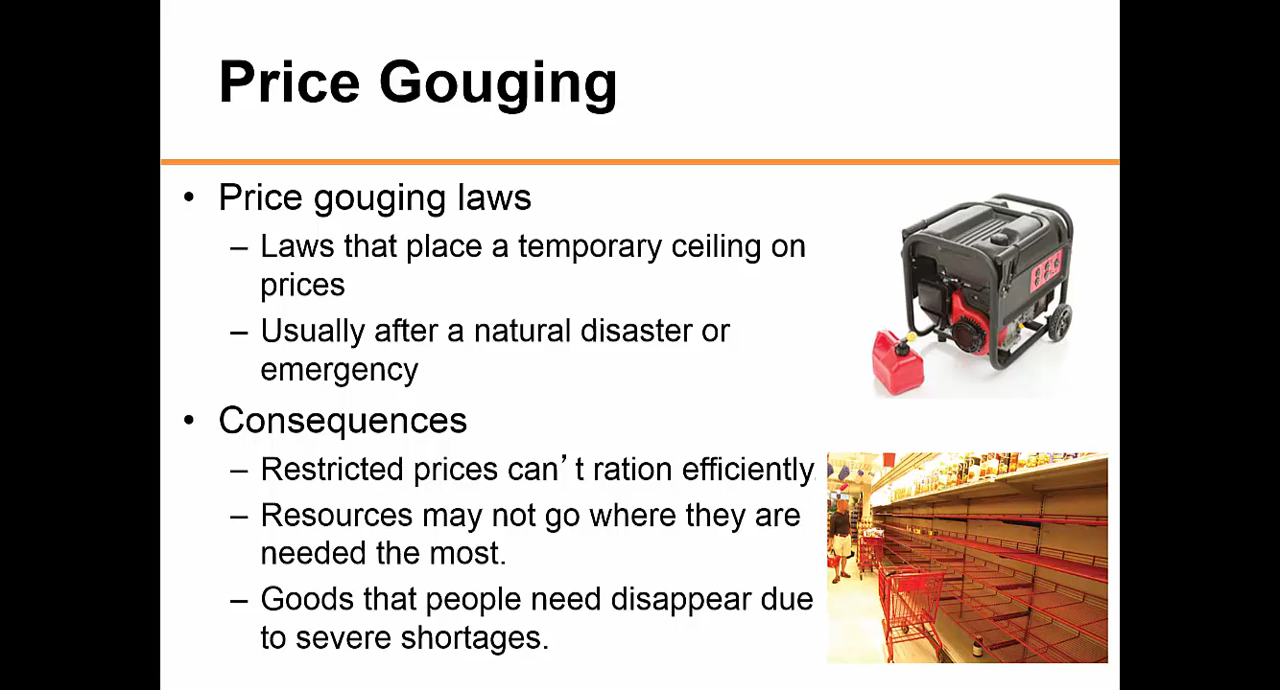 Price Gouging
• Price gouging laws
– Laws that place a temporary ceiling on
prices
– Usually after a natural disaster or
emergency
• Consequences
– Restricted prices can’t ration efficiently.
– Resources may not go where they are
needed the most.
– Goods that people need disappear due
to severe shortages.